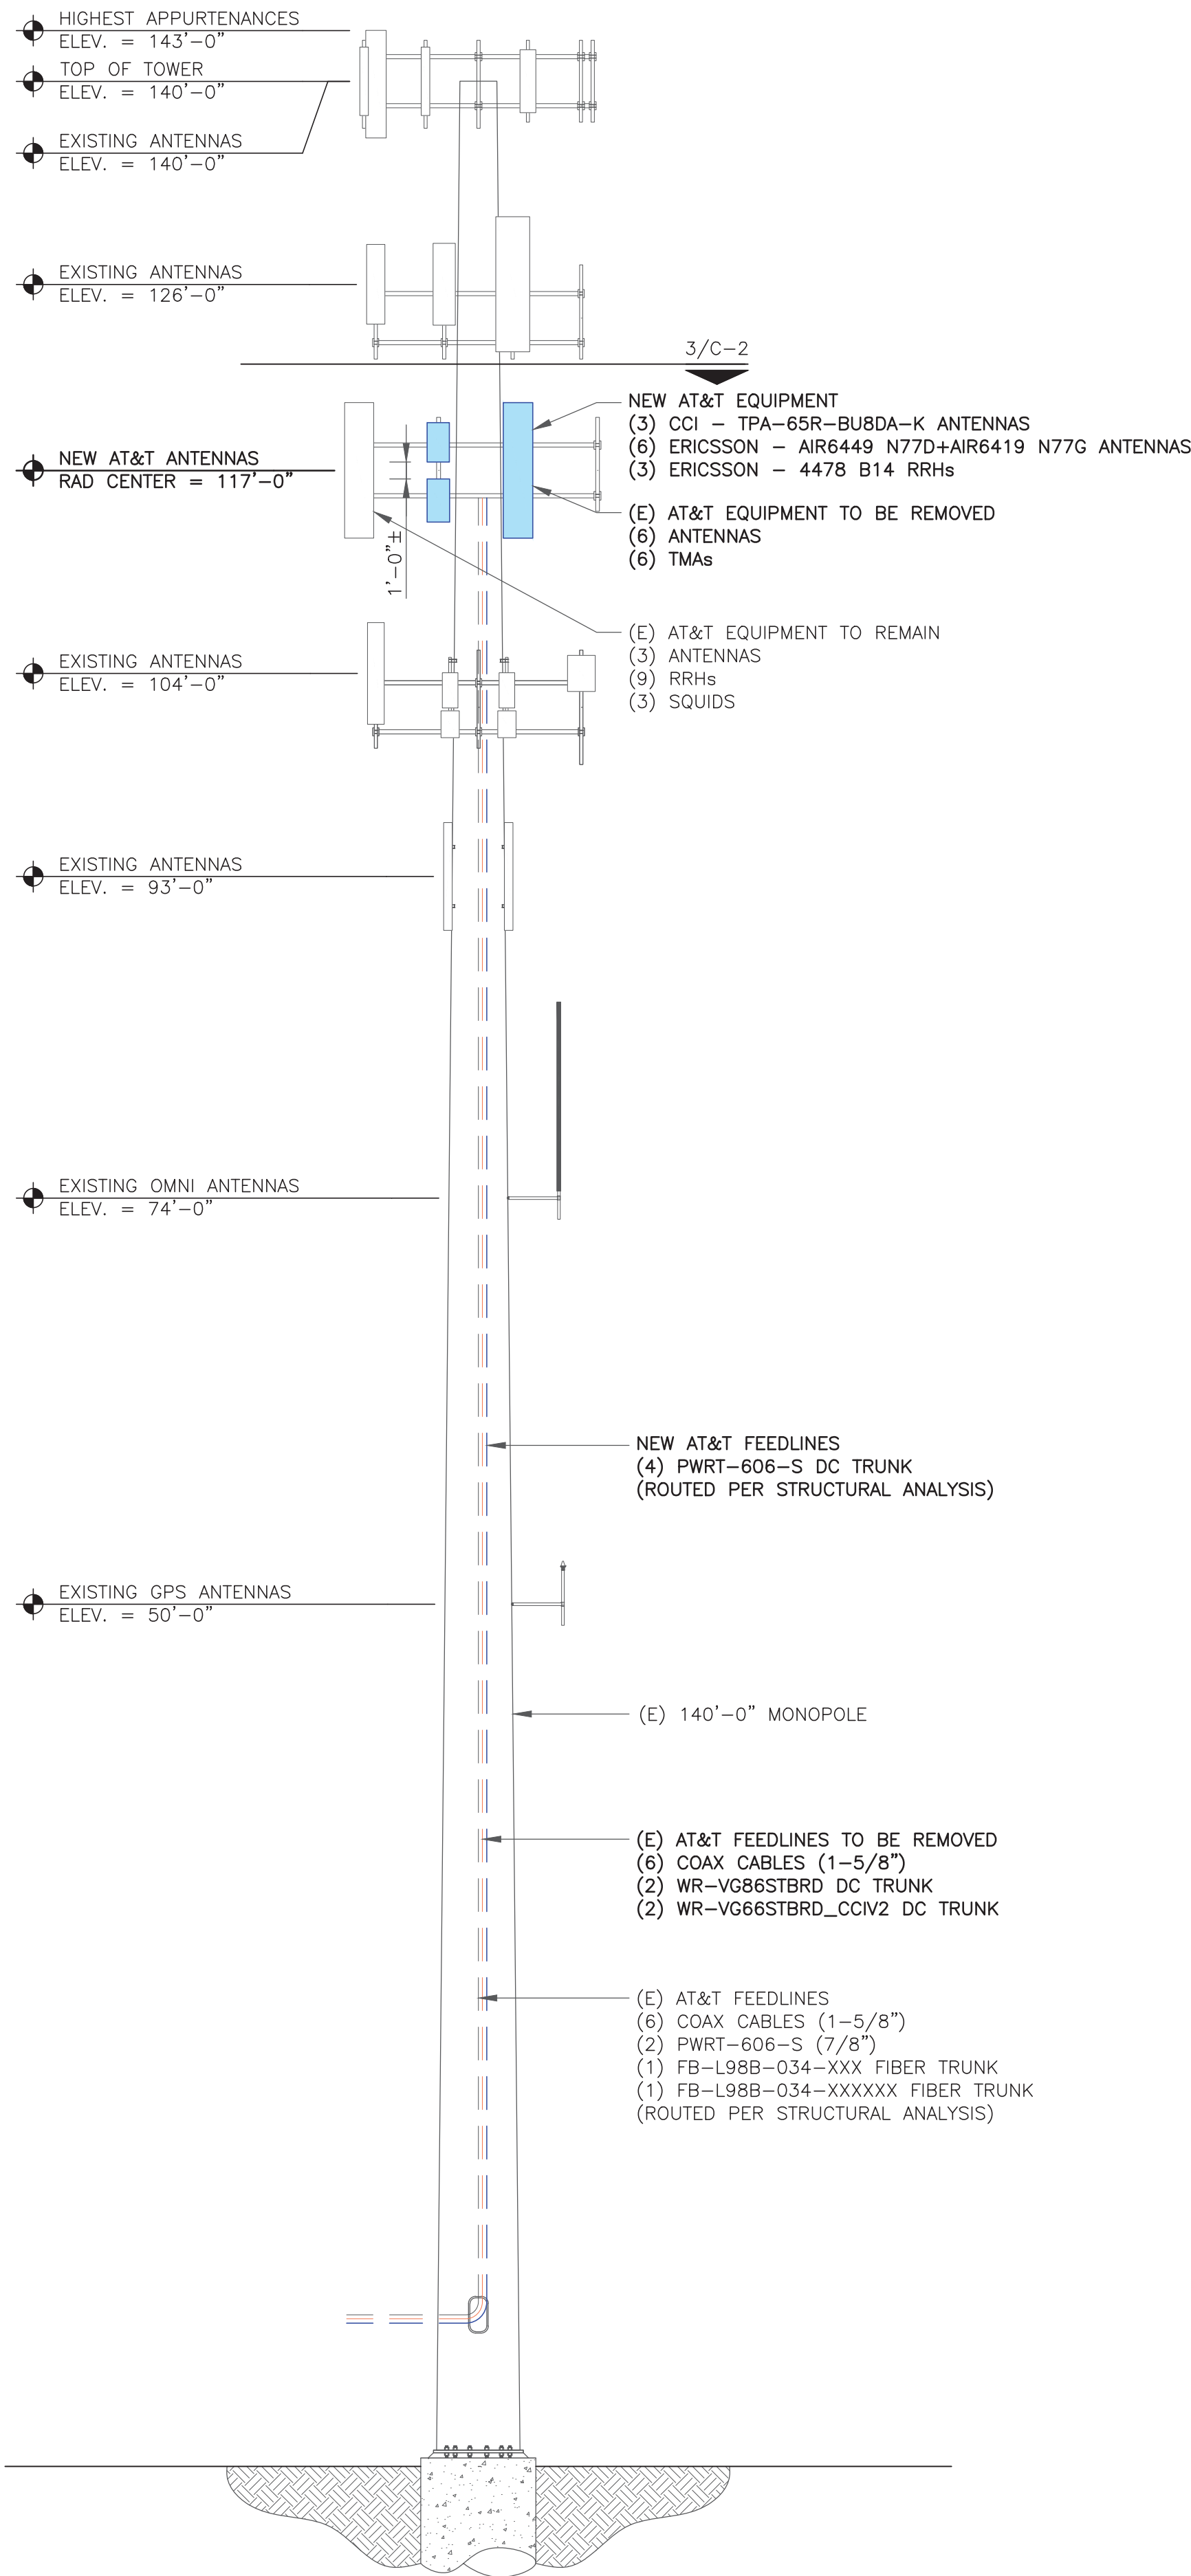 HIGHEST APPURTENANCES
ELEV. = 143'-0"
TOP OF TOWER
ELEV. = 140'-0"
EXISTING ANTENNAS
ELEV. = 140'-0"
EXISTING ANTENNAS
ELEV. = 126'-0"
3/C-2
NEW AT&T EQUIPMENT
(3) CCI - TPA-65R-BU8DA-K ANTENNAS
(6) ERICSSON - AIR6449 N77D+AIR6419 N77G ANTENNAS
(3) ERICSSON - 4478 B14 RRHs
NEW AT&T ANTENNAS
RAD CENTER = 117'-0"
(E) AT&T EQUIPMENT TO BE REMOVED
(6) ANTENNAS
(6) TMAs
1'-0"±
(E) AT&T EQUIPMENT TO REMAIN
(3) ANTENNAS
(9) RRHs
(3) SQUIDS
EXISTING ANTENNAS
ELEV. = 104'-0"
EXISTING ANTENNAS
ELEV. = 93'-0"
EXISTING OMNI ANTENNAS
ELEV. = 74'-0"
NEW AT&T FEEDLINES
(4) PWRT-606-S DC TRUNK
(ROUTED PER STRUCTURAL ANALYSIS)
EXISTING GPS ANTENNAS
ELEV. = 50'-0"
(E) 140'-0" MONOPOLE
(E) AT&T FEEDLINES TO BE REMOVED
(6) COAX CABLES (1-5/8")
(2) WR-VG86STBRD DC TRUNK
(2) WR-VG66STBRD_CCIV2 DC TRUNK
(E) AT&T FEEDLINES
(6) COAX CABLES (1-5/8")
(2) PWRT-606-S (7/8")
(1) FB-L98B-034-XXX FIBER TRUNK
(1) FB-L98B-034-XXXXXX FIBER TRUNK
(ROUTED PER STRUCTURAL ANALYSIS)